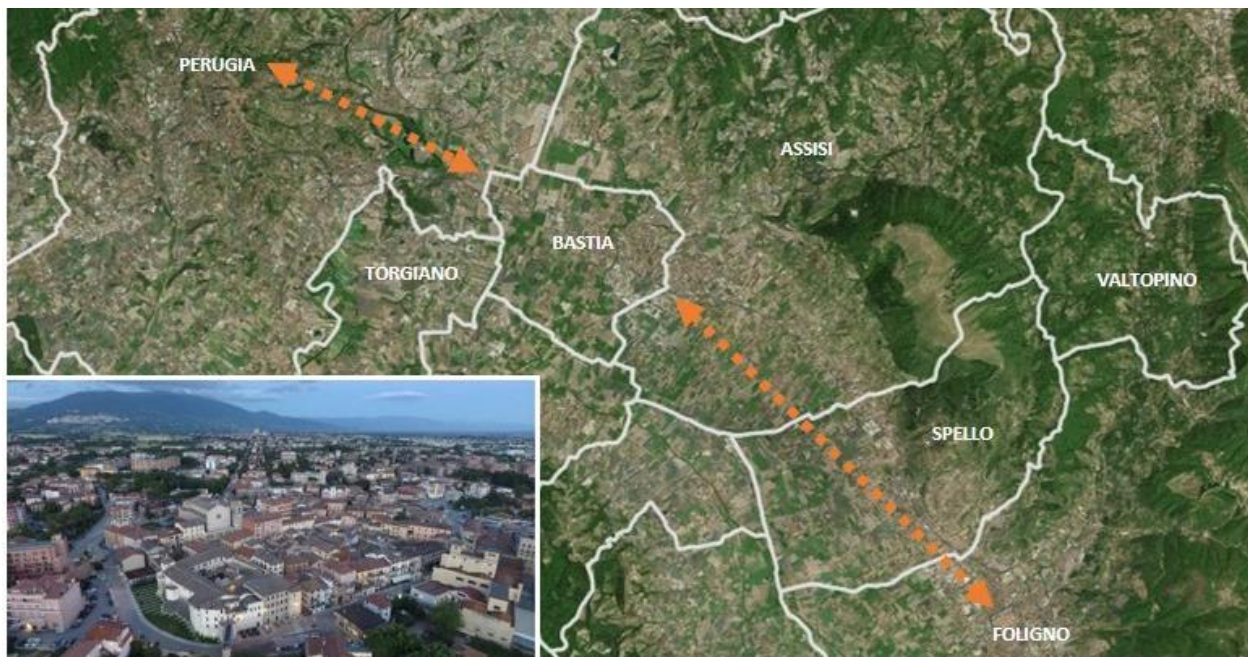 PERUGIA
ASSISI
BASTIA
TORGIANO
VALTOPINO
SPELLO
FOLIGNO